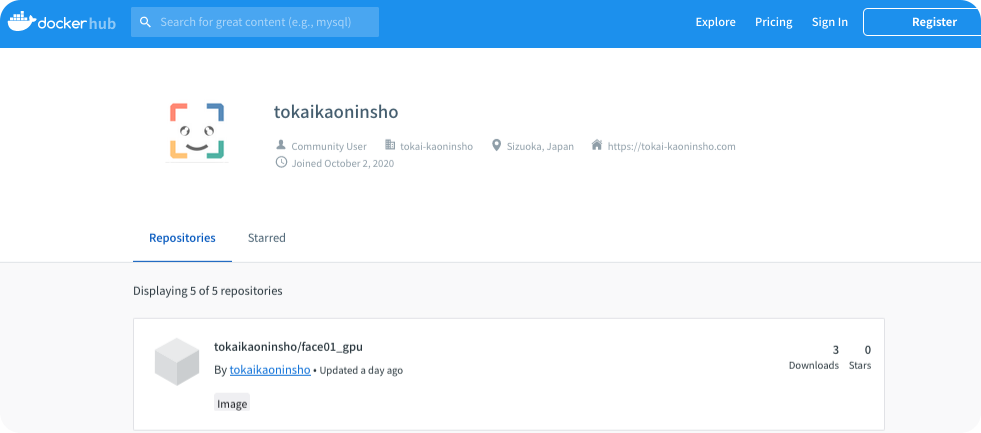 docker hub Search for great content (e.g., mysql) Explore Pricing Sign In Register
tokaikaoninsho
Community User tokai-kaoninsho Sizuoka, Japan https://tokai-kaoninsho.com
Joined October 2, 2020
Repositories Starred
Displaying 5 of 5 repositories
tokaikaoninsho/face01_gpu 3 0
By tokaikaoninsho • Updated a day ago Downloads Stars
Image